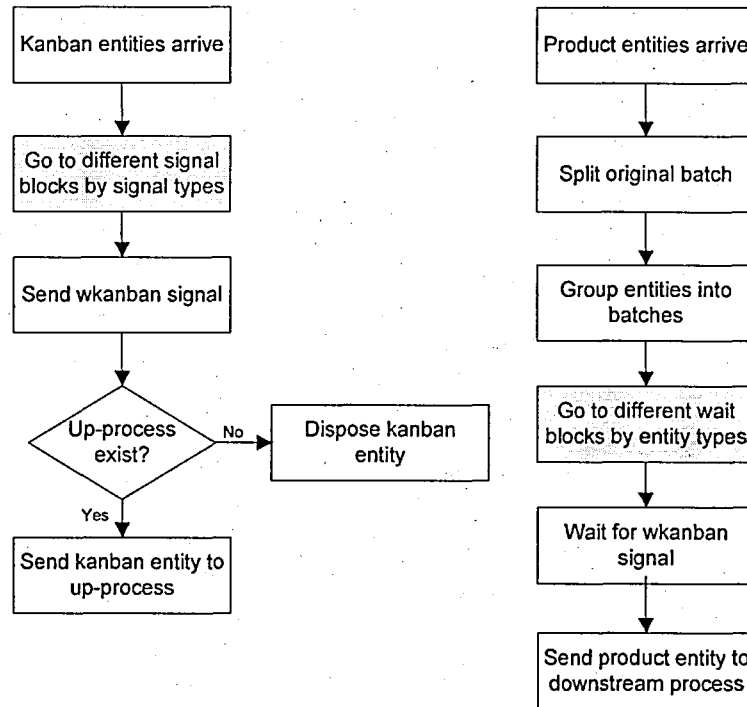 Kanban entities arrive
Go to different signal
blocks by signal types
Send wkanban signal
Up-process
exist?
No
Dispose kanban
entity
Yes
Send kanban entity to
up-process
Product entities arrive
Split original batch
Group entities into
batches
Go to different wait
blocks by entity types
Wait for wkanban
signal
Send product entity to
downstream process